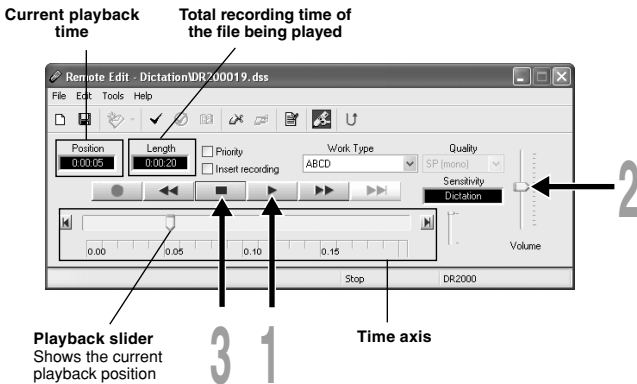 Current playback
time
Total recording time of
the file being played
Remote Edit - Dictation\DR200019.dss
File Edit Tools Help
Position
0:00:05
Length
0:00:20
Priority
Insert recording
Work Type
ABCD
Quality
SP (mono)
Sensitivity
Dictation
Volume
0.00 0.05 0.10 0.15
Stop DR2000
2
3 1
Playback slider
Shows the current
playback position
Time axis